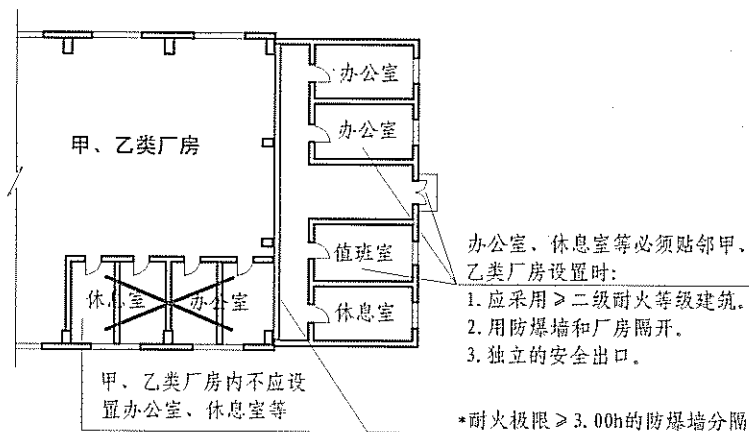 办公室
办公室
甲、乙类厂房
值班室
休息室
休息室
办公室
办公室、休息室等必须贴邻甲、
乙类厂房设置时:
1. 应采用≥二级耐火等级建筑。
2. 用防爆墙和厂房隔开。
3. 独立的安全出口。
甲、乙类厂房内不应设
置办公室、休息室等
*耐火极限≥3.00h的防爆墙分隔